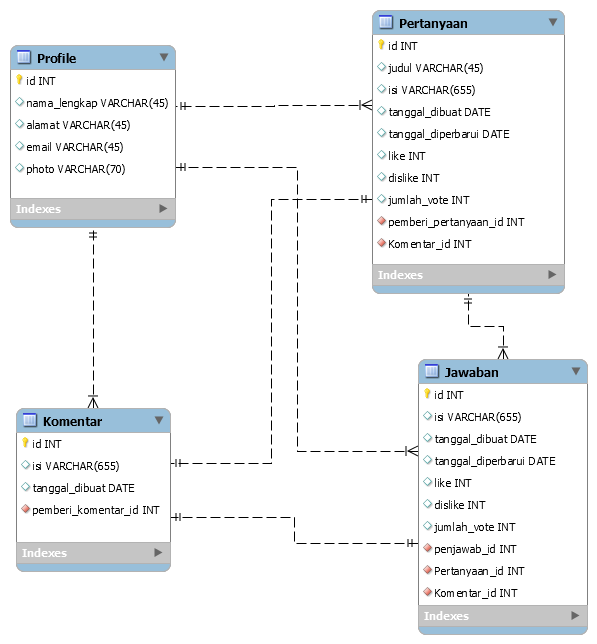 Profile
id INT
nama_lengkap VARCHAR(45)
alamat VARCHAR(45)
email VARCHAR(45)
photo VARCHAR(70)
Indexes
Pertanyaan
id INT
judul VARCHAR(45)
isi VARCHAR(655)
tanggal_dibuat DATE
tanggal_diperbarui DATE
like INT
dislike INT
jumlah_vote INT
pemberi_pertanyaan_id INT
Komentar_id INT
Indexes
Komentar
id INT
isi VARCHAR(655)
tanggal_dibuat DATE
pemberi_komentar_id INT
Indexes
Jawaban
id INT
isi VARCHAR(655)
tanggal_dibuat DATE
tanggal_diperbarui DATE
like INT
dislike INT
jumlah_vote INT
penjawab_id INT
Pertanyaan_id INT
Komentar_id INT
Indexes